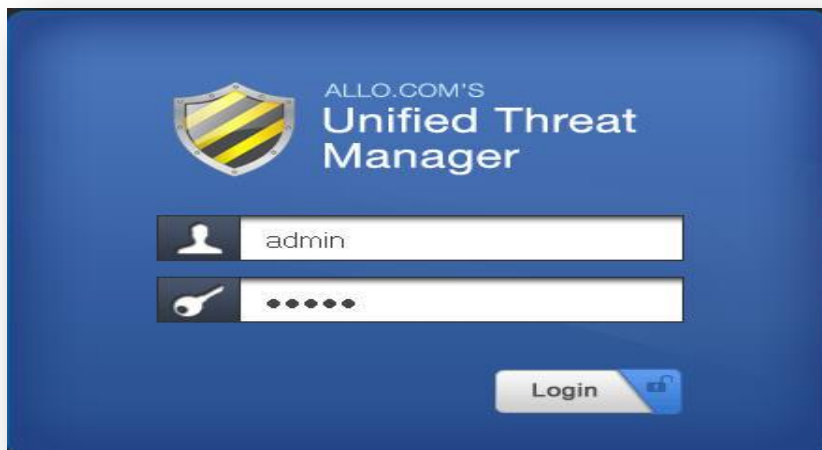 ALLO.COM'S
Unified Threat
Manager
admin
•••••
Login